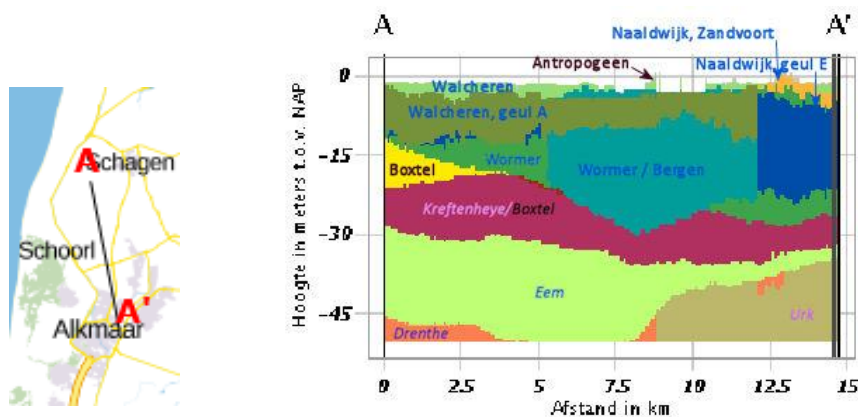 A
Schagen
Schoorl
A'
Alkmaar
A
A'
Naaldwijk, Zandvoort
Antropogeen
Naaldwijk, geul E
Walcheren
Walcheren, geul A
Wormer
Boxtel
Wormer / Bergen
Kreftenheye/Boxtel
Eem
Urk
Drenthe
Hoogte in meters t.o.v. NAP
0
-15
-30
-45
0
2.5
5
7.5
10
12.5
15
Afstand in km